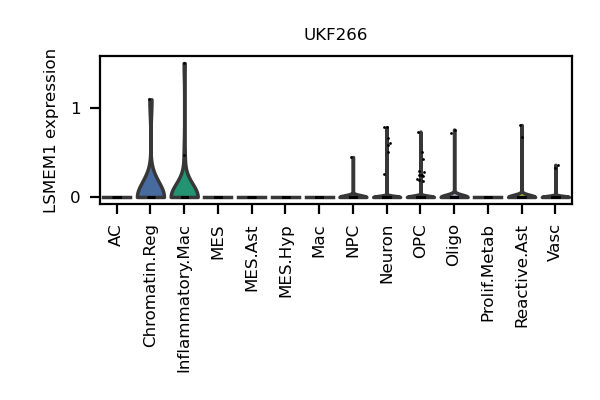 UKF266
LSMEM1 expression
1
0
AC
Chromatin.Reg
Inflammatory.Mac
MES
MES.Ast
MES.Hyp
Mac
NPC
Neuron
OPC
Oligo
Prolif.Metab
Reactive.Ast
Vasc